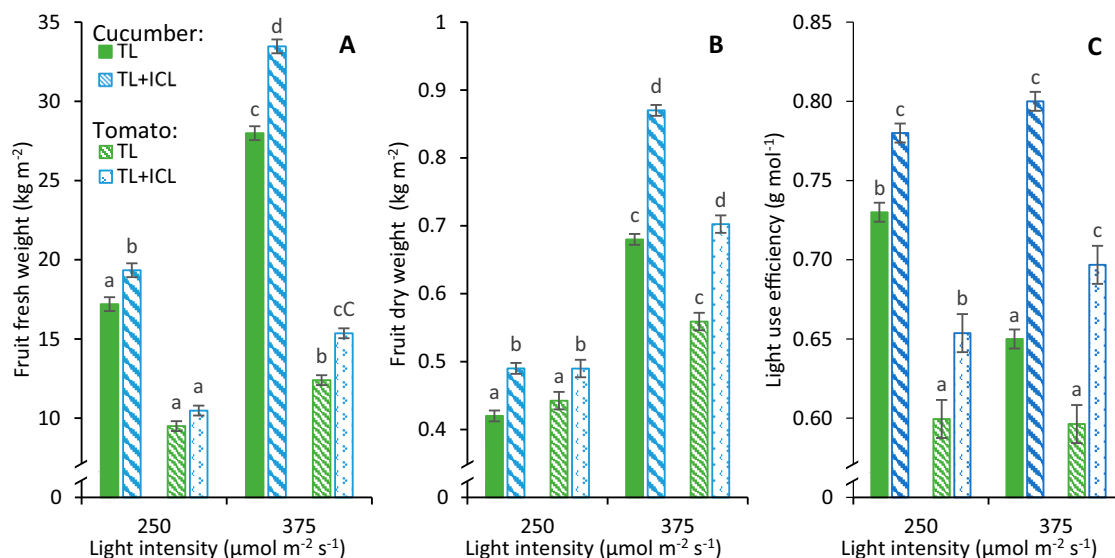 A
Cucumber:
TL
TL+ICL
Tomato:
TL
TL+ICL
Fruit fresh weight (kg m-2)
35
30
25
20
15
10
0
a
b
a
a
c
d
b
cC
250
375
Light intensity (µmol m-2 s-1)
B
Fruit dry weight (kg m-2)
1
0.9
0.8
0.7
0.6
0.5
0.4
0
a
b
a
b
c
d
c
d
250
375
Light intensity (µmol m-2 s-1)
C
Light use efficiency (g mol-1)
0.80
0.75
0.70
0.65
0.60
0
b
c
a
b
a
c
a
c
250
375
Light intensity (µmol m-2 s-1)